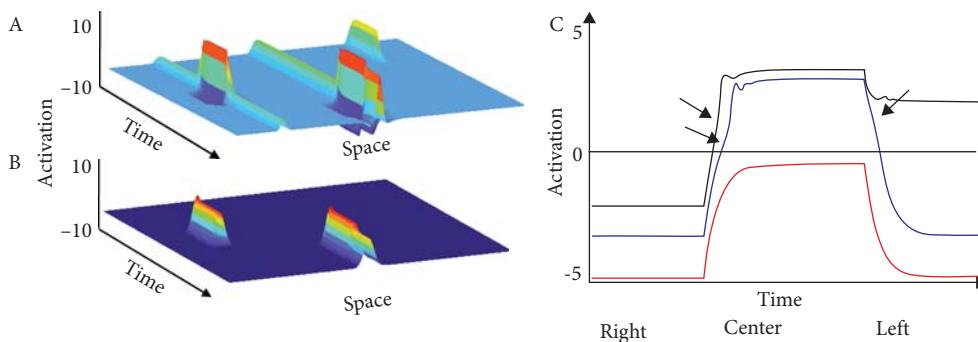 A
10
−10
Time
Space
B
10
−10
Time
Space
Activation
C
5
0
-5
Activation
Time
Right
Center
Left